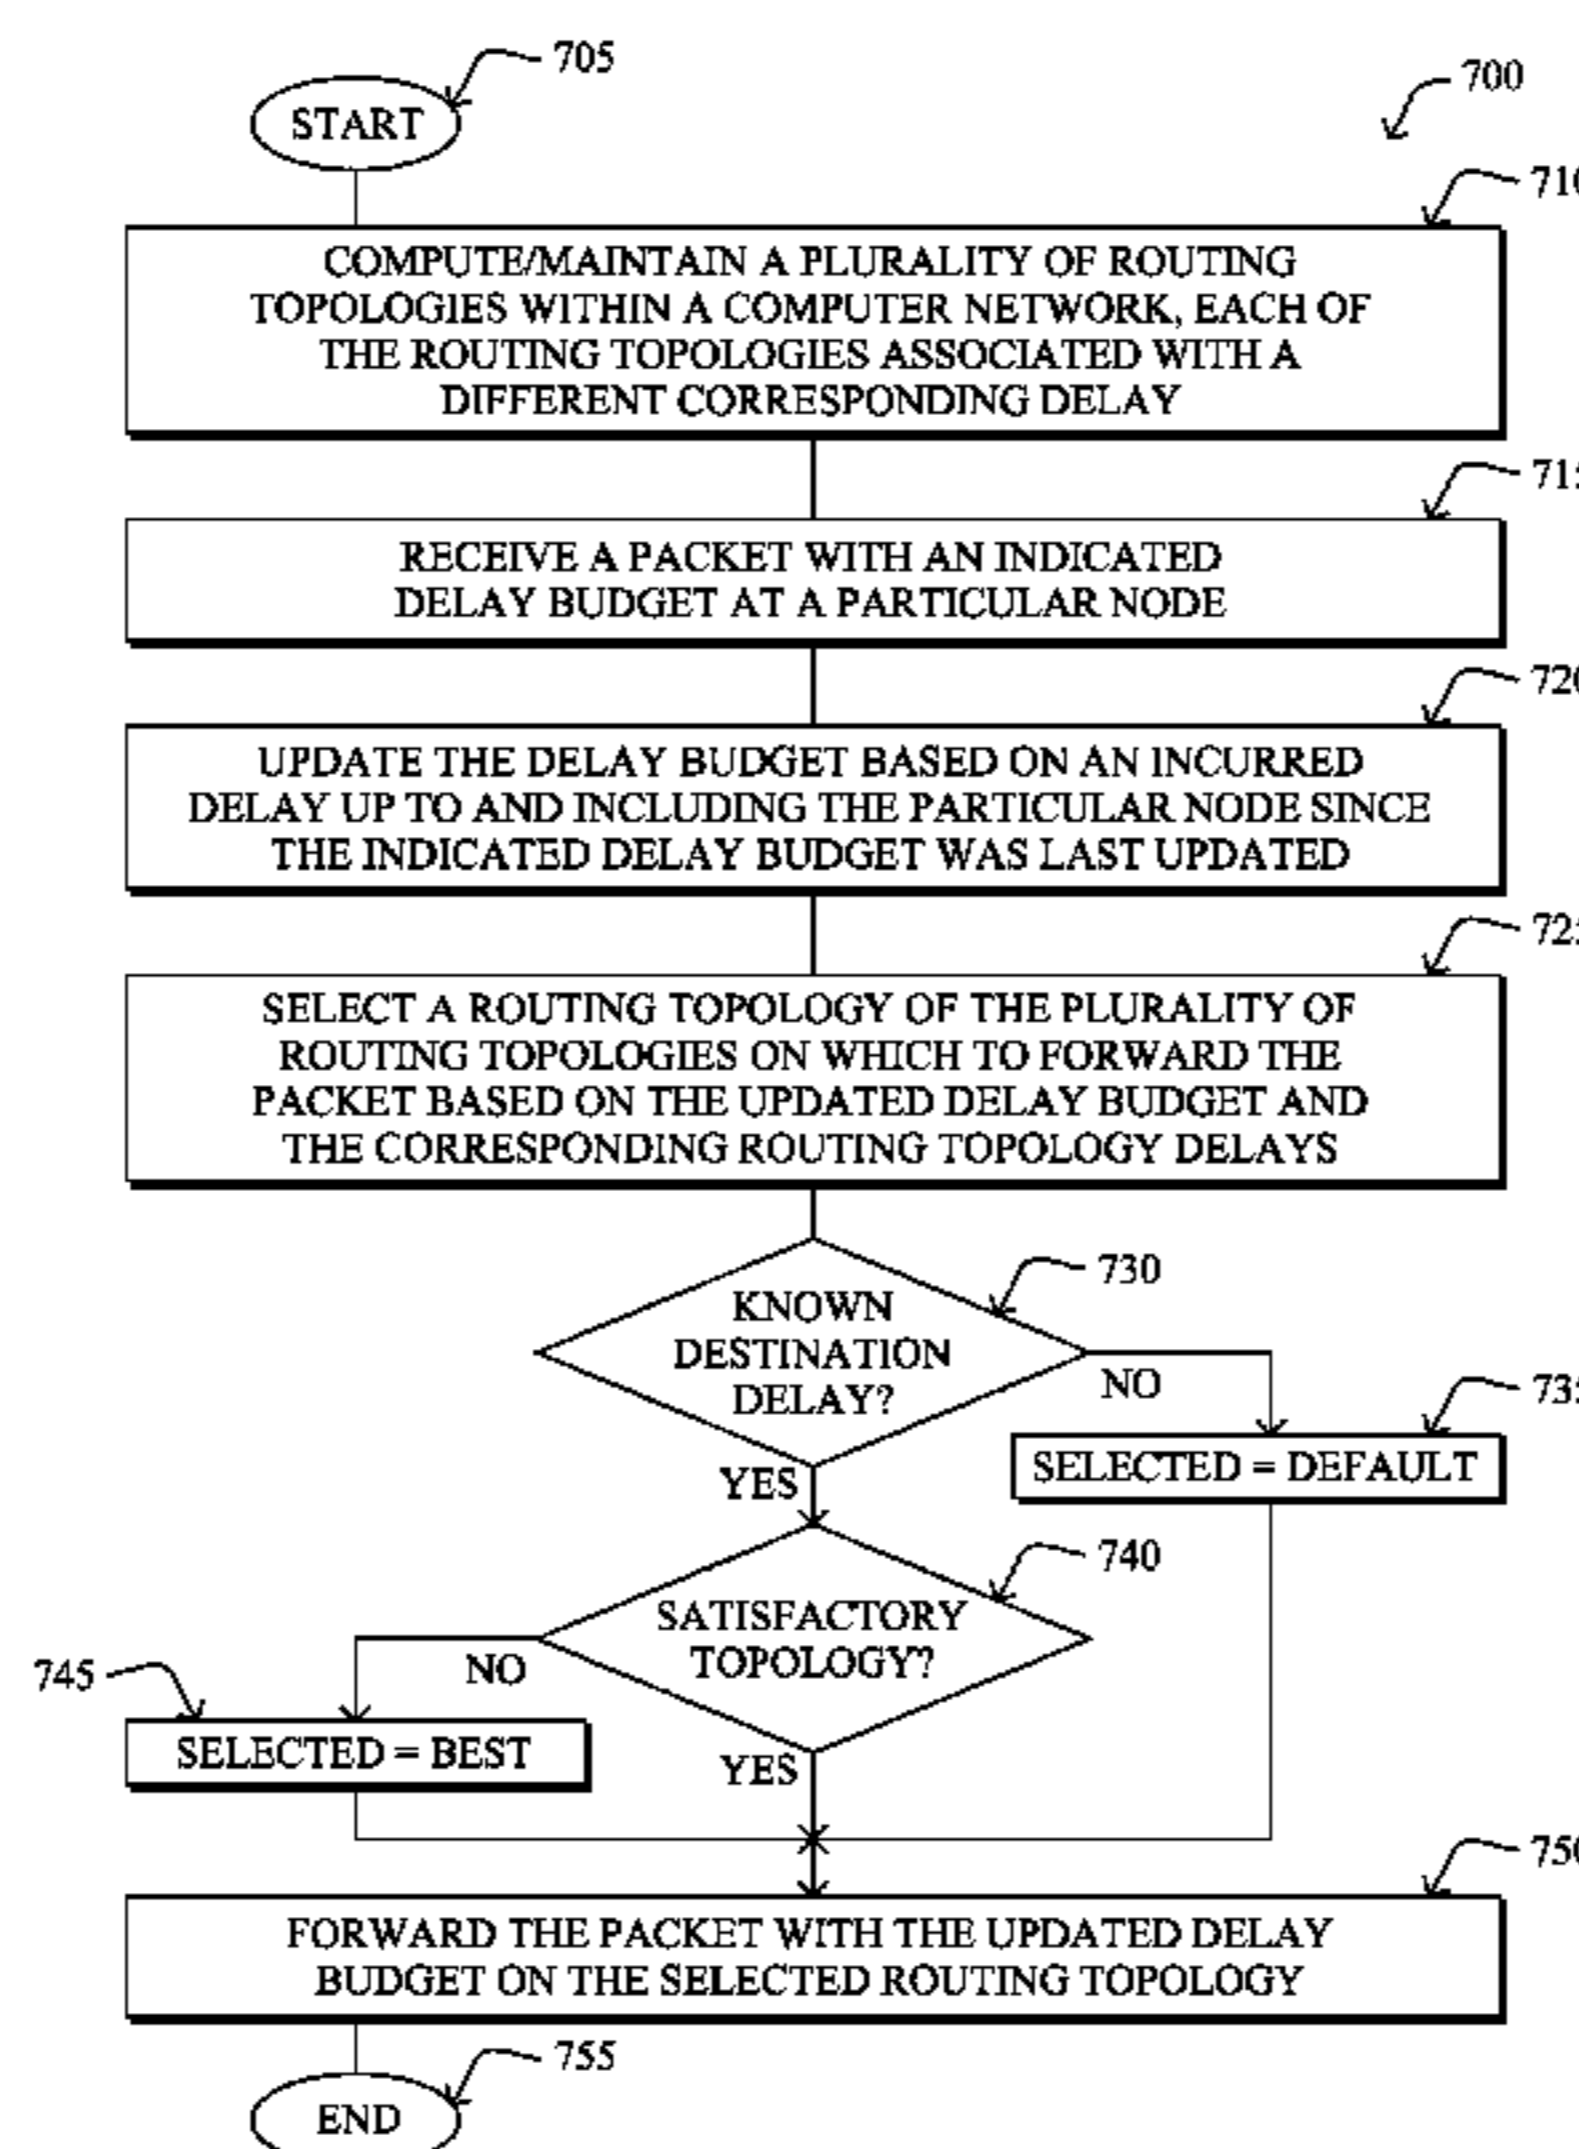 705
START
700
71
COMPUTE/MAINTAIN A PLURALITY OF ROUTING
TOPOLOGIES WITHIN A COMPUTER NETWORK, EACH OF
THE ROUTING TOPOLOGIES ASSOCIATED WITH A
DIFFERENT CORRESPONDING DELAY
71
RECEIVE A PACKET WITH AN INDICATED
DELAY BUDGET AT A PARTICULAR NODE
72
UPDATE THE DELAY BUDGET BASED ON AN INCURRED
DELAY UP TO AND INCLUDING THE PARTICULAR NODE SINCE
THE INDICATED DELAY BUDGET WAS LAST UPDATED
72
SELECT A ROUTING TOPOLOGY OF THE PLURALITY OF
ROUTING TOPOLOGIES ON WHICH TO FORWARD THE
PACKET BASED ON THE UPDATED DELAY BUDGET AND
THE CORRESPONDING ROUTING TOPOLOGY DELAYS
730
KNOWN
DESTINATION
DELAY?
NO
73
YES
SELECTED = DEFAULT
740
SATISFACTORY
TOPOLOGY?
745
NO
SELECTED = BEST
YES
75
FORWARD THE PACKET WITH THE UPDATED DELAY
BUDGET ON THE SELECTED ROUTING TOPOLOGY
755
END